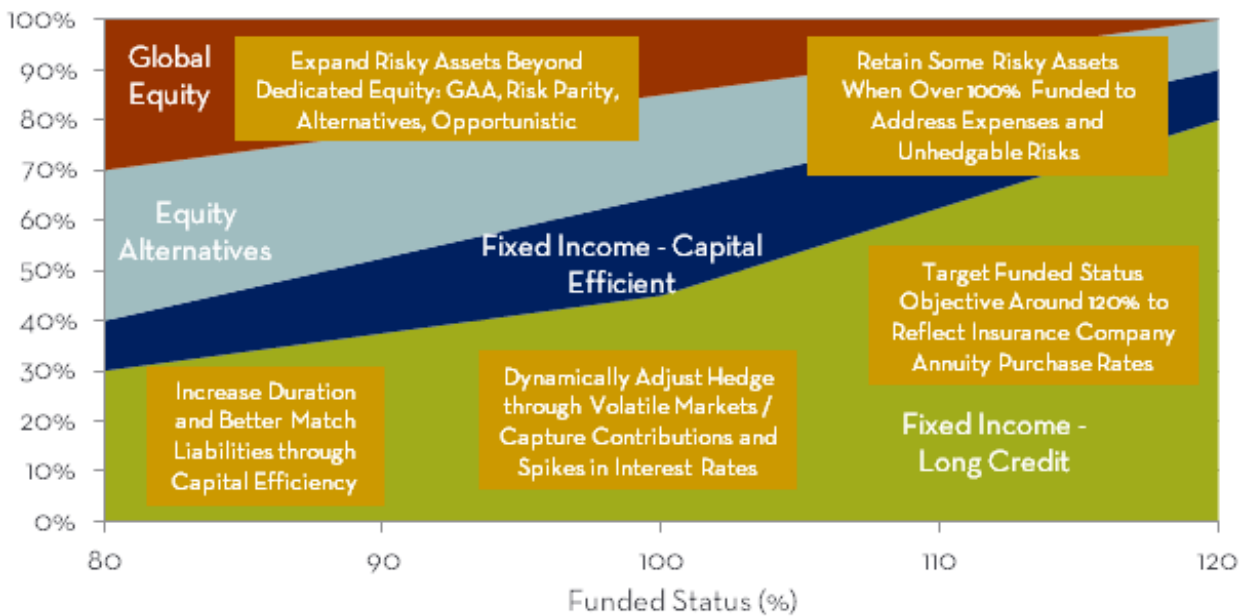 100%
90%
80%
70%
60%
50%
40%
30%
20%
10%
0%
Global
Equity
Expand Risky Assets Beyond
Dedicated Equity: GAA, Risk Parity,
Alternatives, Opportunistic
Retain Some Risky Assets
When Over 100% Funded to
Address Expenses and
Unhedgable Risks
Equity
Alternatives
Fixed Income - Capital
Efficient
Target Funded Status
Objective Around 120% to
Reflect Insurance Company
Annuity Purchase Rates
Increase Duration
and Better Match
Liabilities through
Capital Efficiency
Dynamically Adjust Hedge
through Volatile Markets /
Capture Contributions and
Spikes in Interest Rates
Fixed Income -
Long Credit
80
90
100
110
120
Funded Status (%)